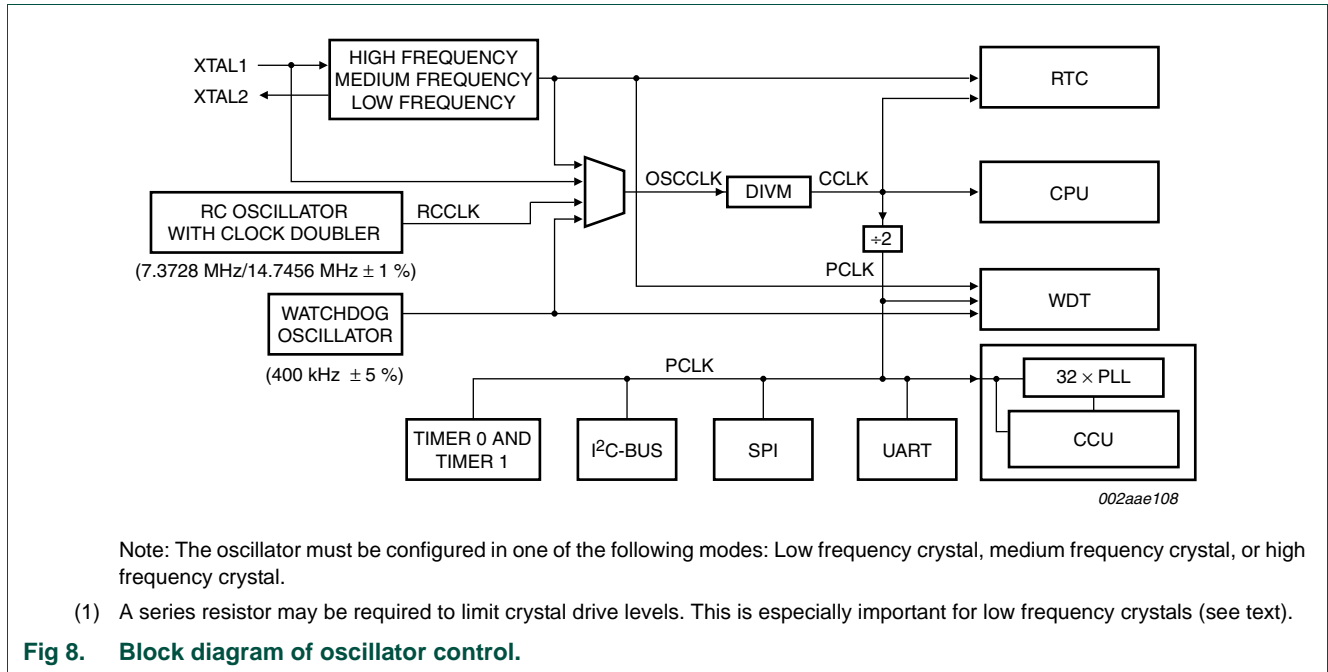 XTAL1
XTAL2
HIGH FREQUENCY
MEDIUM FREQUENCY
LOW FREQUENCY
RTC
OSCCLK
DIVM
CCLK
CPU
RC OSCILLATOR
WITH CLOCK DOUBLER
RCCLK
÷2
(7.3728 MHz/14.7456 MHz ± 1 %)
PCLK
WDT
WATCHDOG
OSCILLATOR
(400 kHz ± 5 %)
PCLK
32 × PLL
TIMER 0 AND
TIMER 1
I²C-BUS
SPI
UART
CCU
002aae108
Note: The oscillator must be configured in one of the following modes: Low frequency crystal, medium frequency crystal, or high
frequency crystal.
(1) A series resistor may be required to limit crystal drive levels. This is especially important for low frequency crystals (see text).
Fig 8. Block diagram of oscillator control.